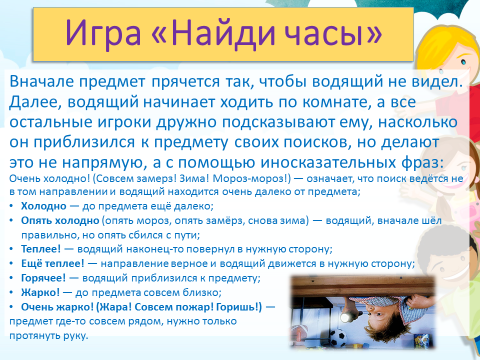 Игра «Найди часы»
Вначале предмет прячется так, чтобы водящий не видел.
Далее, водящий начинает ходить по комнате, а все
остальные игроки дружно подсказывают ему, насколько
он приблизился к предмету своих поисков, но делают
это не напрямую, а с помощью иносказательных фраз:
Очень холодно! (Совсем замерз! Зима! Мороз-мороз!) — означает, что поиск ведётся не
в том направлении и водящий находится очень далеко от предмета;
• Холодно — до предмета ещё далеко;
• Опять холодно (опять мороз, опять замёрз, снова зима) — водящий, вначале шёл
правильно, но опять сбился с пути;
• Теплее! — водящий наконец-то повернул в нужную сторону;
• Ещё теплее! — направление верное и водящий движется в нужную сторону;
• Горячее! — водящий приблизился к предмету;
• Жарко! — до предмета совсем близко;
• Очень жарко! (Жара! Совсем пожар! Горишь!) —
предмет где-то совсем рядом, нужно только
протянуть руку.